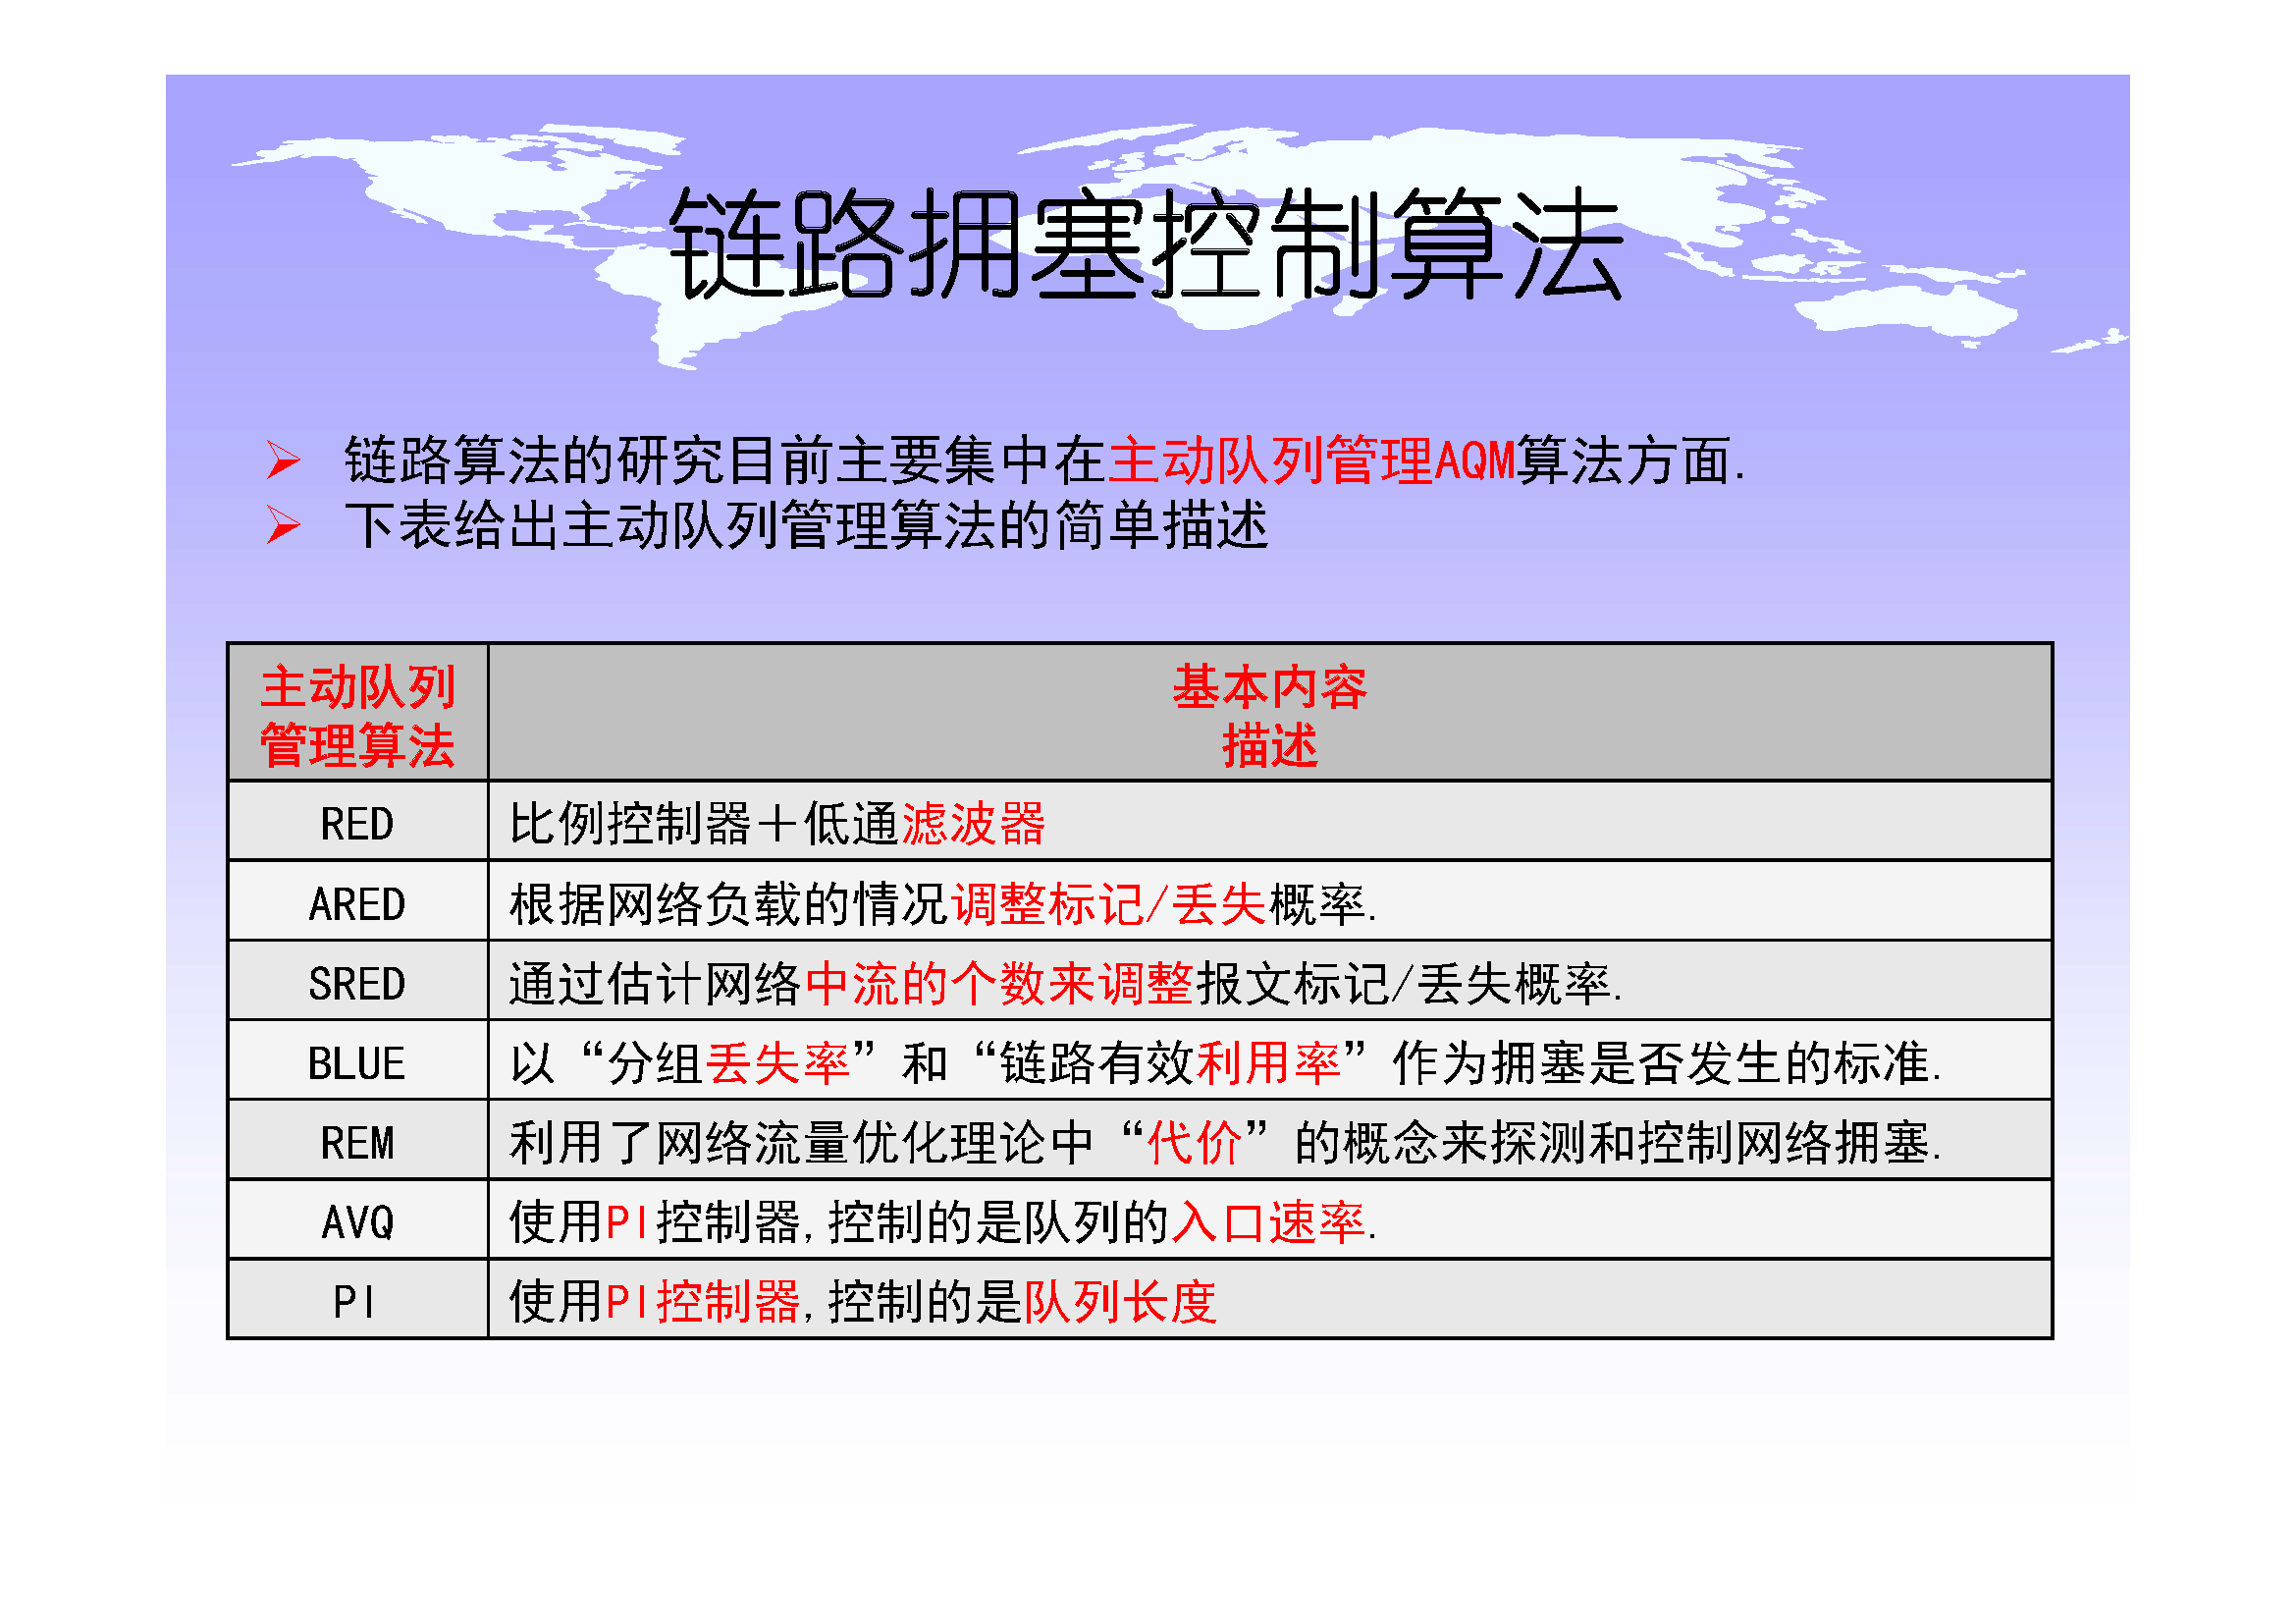 链路拥塞控制算法
链路算法的研究目前主要集中在主动队列管理AQM算法方面.
下表给出主动队列管理算法的简单描述
主动队列
管理算法
基本内容
描述
RED
比例控制器＋低通滤波器
ARED
根据网络负载的情况调整标记/丢失概率.
SRED
通过估计网络中流的个数来调整报文标记/丢失概率.
BLUE
以“分组丢失率”和“链路有效利用率”作为拥塞是否发生的标准.
REM
利用了网络流量优化理论中“代价”的概念来探测和控制网络拥塞.
AVQ
使用PI控制器,控制的是队列的入口速率.
PI
使用PI控制器,控制的是队列长度